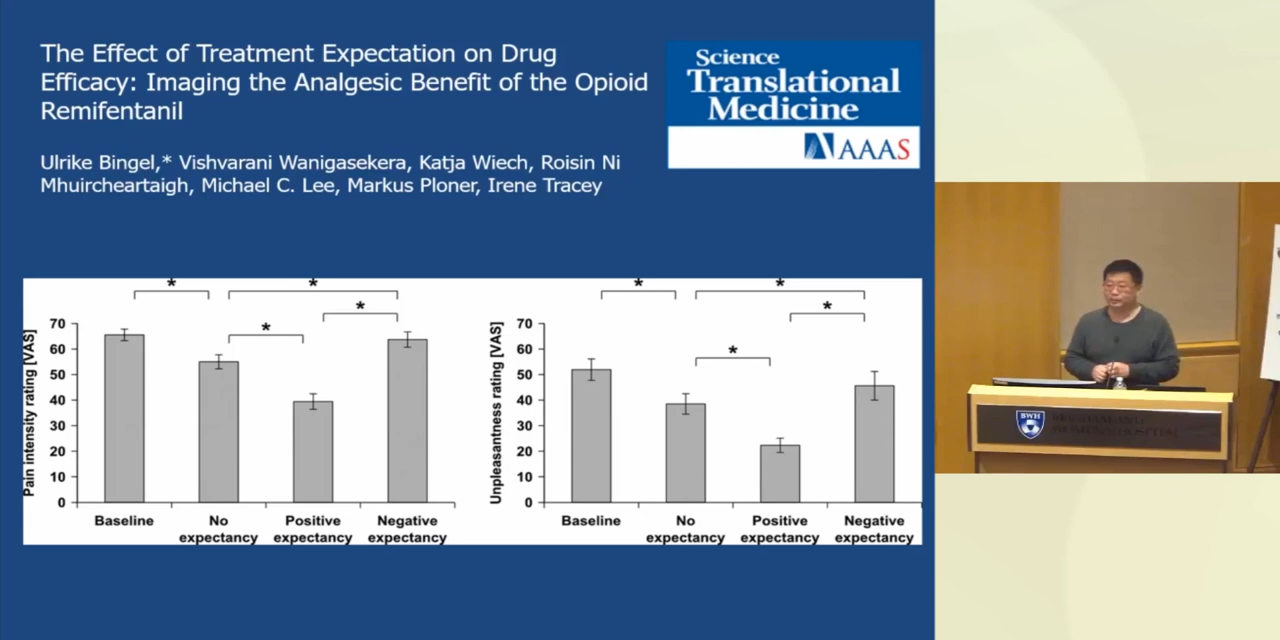 The Effect of Treatment Expectation on Drug
Efficacy: Imaging the Analgesic Benefit of the Opioid
Remifentanil
Ulrike Bingel,* Vishvarani Wanigasekera, Katja Wiech, Roisin Ni
Mhuircheartaigh, Michael C. Lee, Markus Ploner, Irene Tracey
Science
Translational
Medicine
AAAS
Pain intensity rating [VAS]
* * * *
70
60
50
40
30
20
10
0
Baseline
No expectancy
Positive expectancy
Negative expectancy
Unpleasantness rating [VAS]
* * * *
70
60
50
40
30
20
10
0
Baseline
No expectancy
Positive expectancy
Negative expectancy
BWH